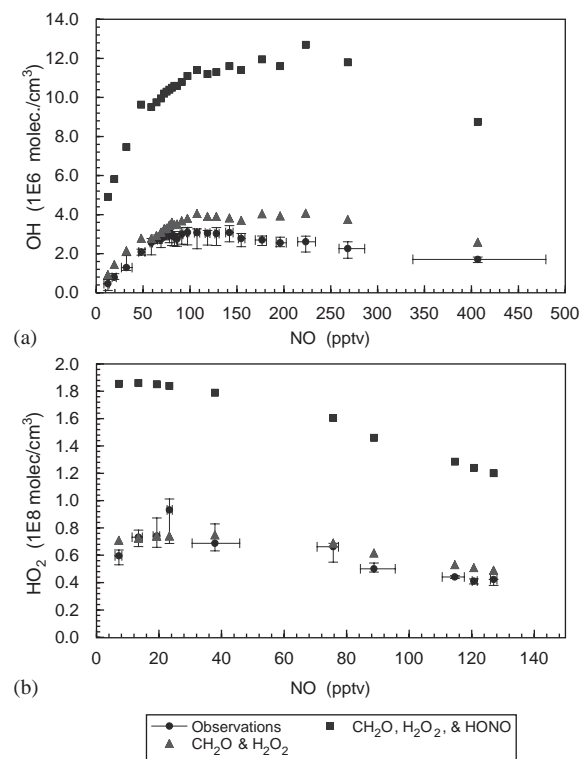 14.0
12.0
10.0
8.0
6.0
4.0
2.0
0.0
OH (1E6 molec./cm³)
0 50 100 150 200 250 300 350 400 450 500
NO (pptv)
(a)
2.0
1.8
1.6
1.4
1.2
1.0
0.8
0.6
0.4
0.2
0.0
HO₂ (1E8 molec/cm³)
0 20 40 60 80 100 120 140
NO (pptv)
(b)
Observations
CH₂O, H₂O₂, & HONO
CH₂O & H₂O₂